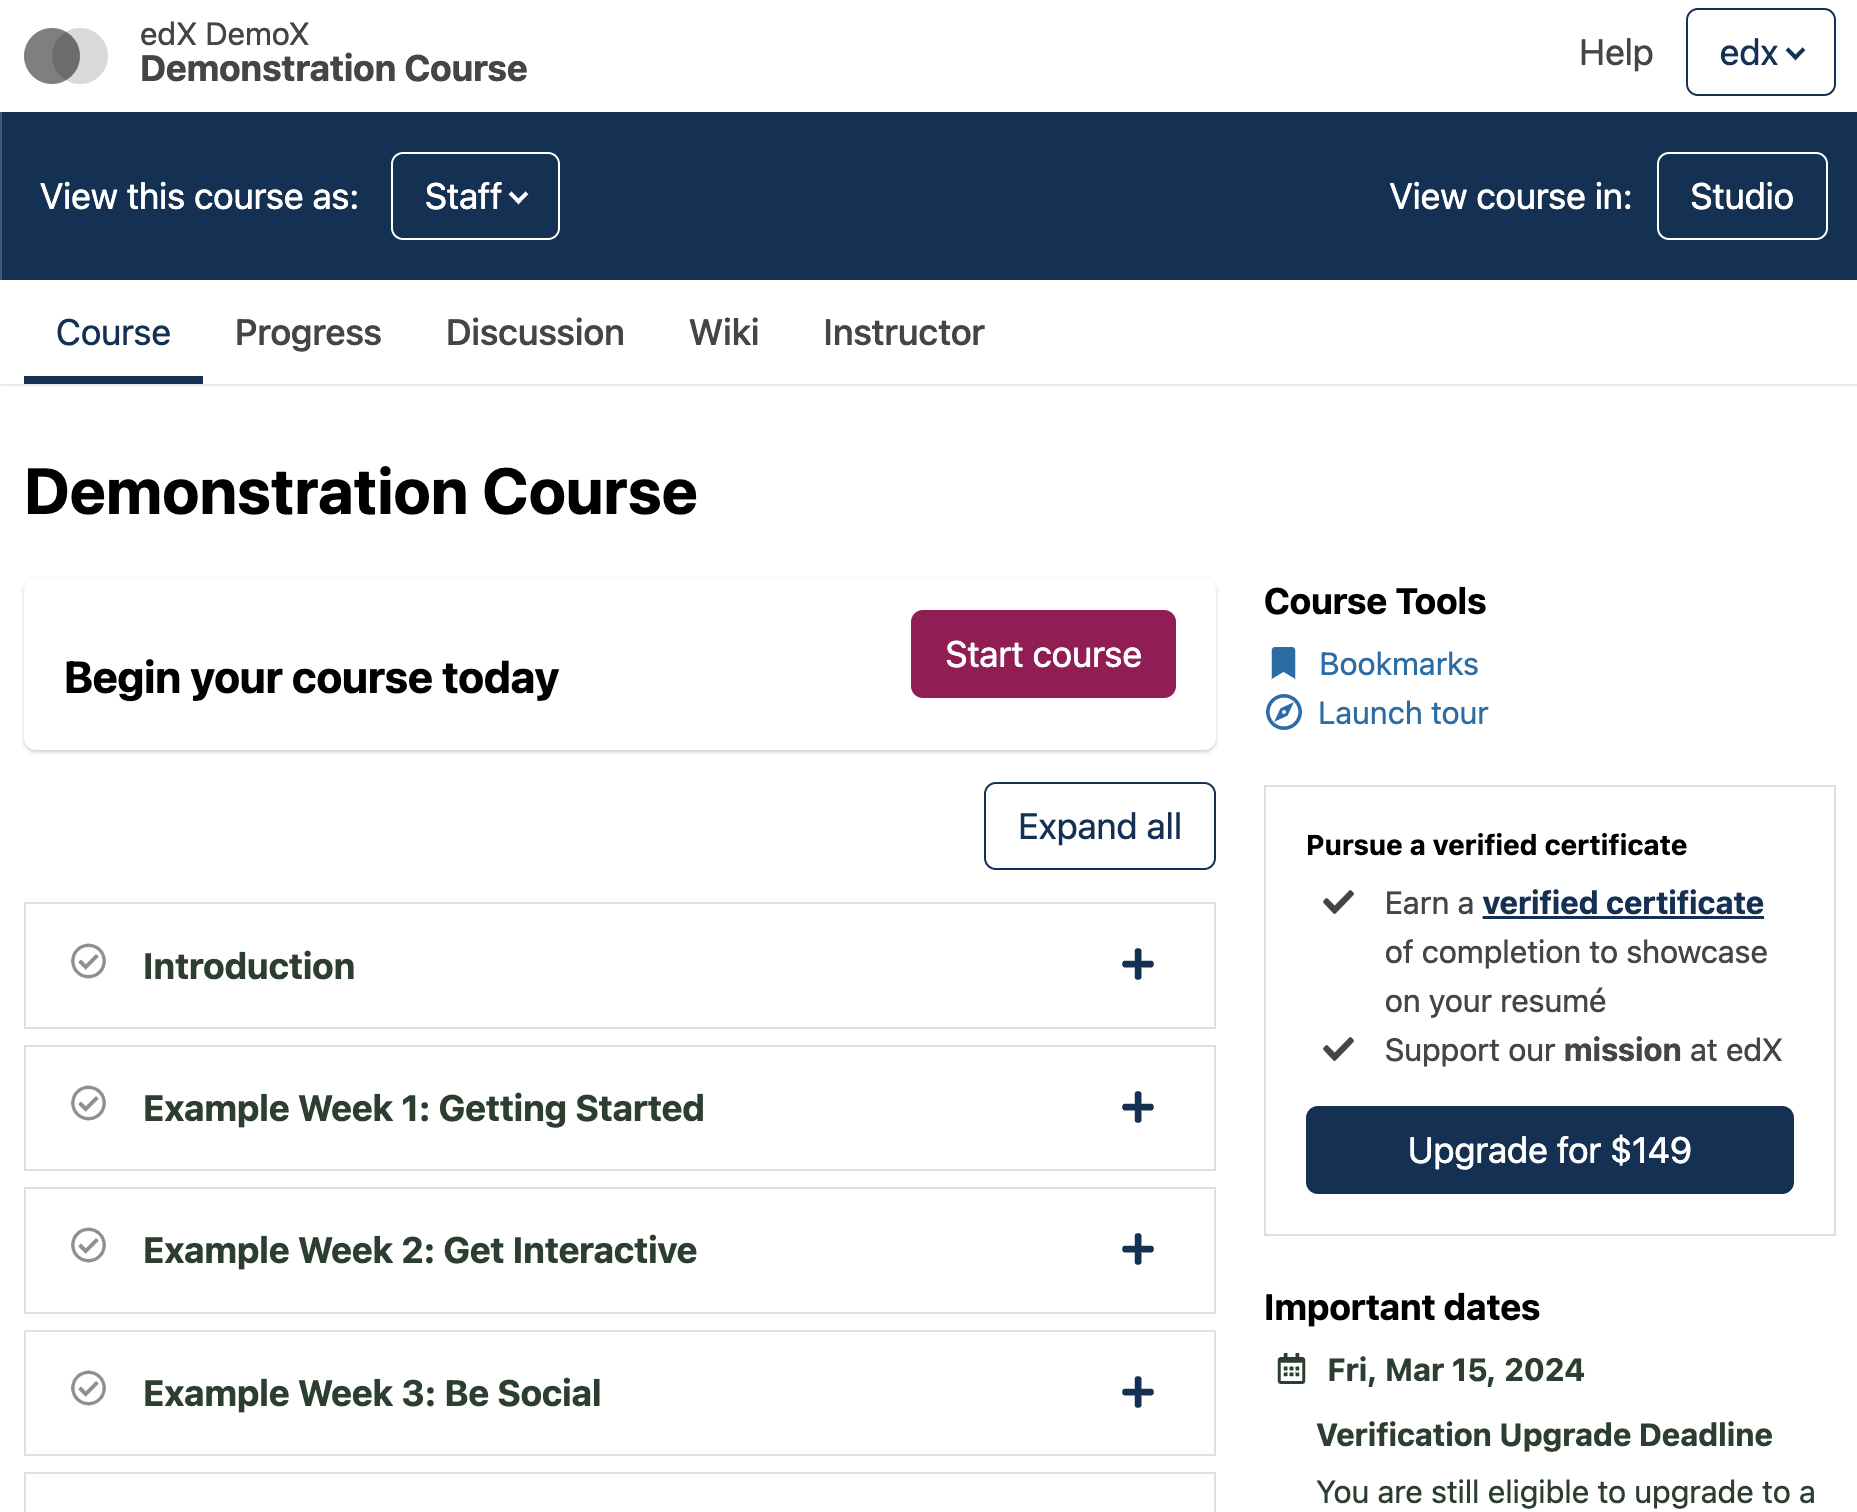 edX DemoX
Demonstration Course
Help
edx
View this course as:
Staff
View course in:
Studio
Course
Progress
Discussion
Wiki
Instructor
Demonstration Course
Begin your course today
Start course
Expand all
Introduction
Example Week 1: Getting Started
Example Week 2: Get Interactive
Example Week 3: Be Social
Course Tools
Bookmarks
Launch tour
Pursue a verified certificate
Earn a verified certificate
of completion to showcase
on your resumé
Support our mission at edX
Upgrade for $149
Important dates
Fri, Mar 15, 2024
Verification Upgrade Deadline
You are still eligible to upgrade to a